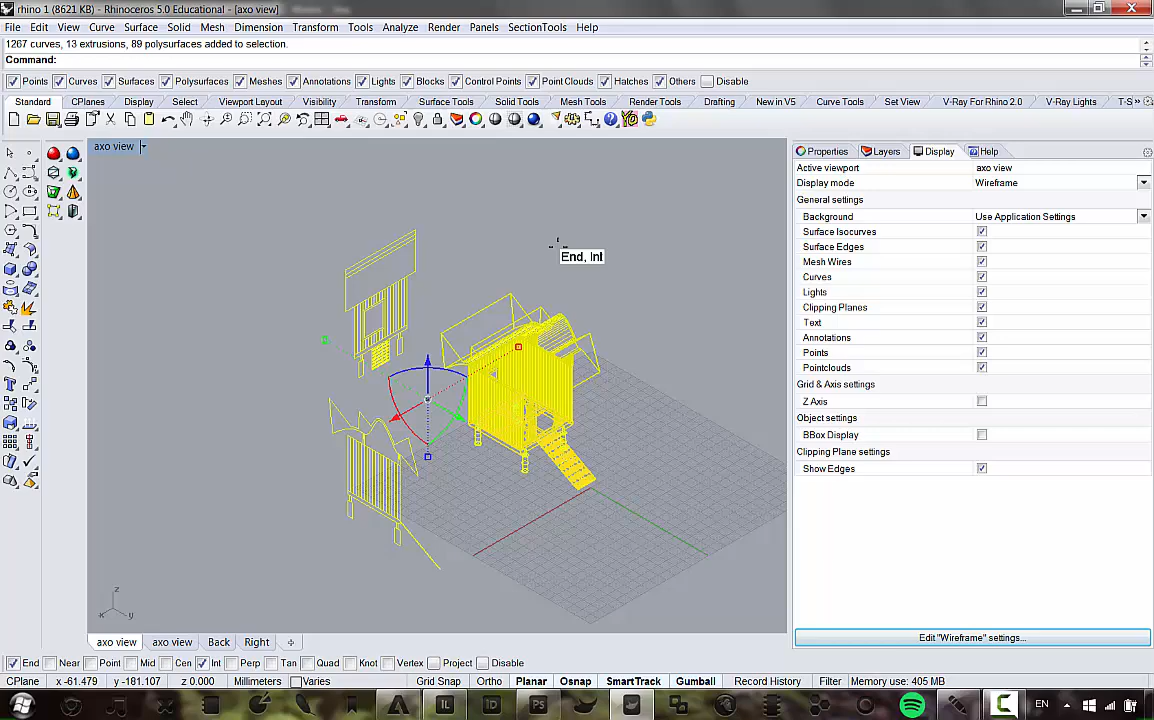 rhino 1 (8621 KB) - Rhinoceros 5.0 Educational - [axo view]
File Edit View Curve Surface Solid Mesh Dimension Transform Tools Analyze Render Panels SectionTools Help
1267 curves, 13 extrusions, 89 polysurfaces added to selection.
Command:
Points Curves Surfaces Polysurfaces Meshes Annotations Lights Blocks Control Points Point Clouds Hatches Others Disable
Standard CPlanes Display Select Viewport Layout Visibility Transform Surface Tools Solid Tools Mesh Tools Render Tools Drafting New in V5 Curve Tools Set View V-Ray For Rhino 2.0 V-Ray Lights T-S
axo view
Properties Layers Display Help
Active viewport axo view
Display mode Wireframe
General settings
Background Use Application Settings
Surface Isocurves
Surface Edges
End, Int
Mesh Wires
Curves
Lights
Clipping Planes
Text
Annotations
Points
Pointclouds
Grid & Axis settings
Z Axis
Object settings
BBox Display
Clipping Plane settings
Show Edges
z
x y
Edit "Wireframe" settings...
axo view axo view Back Right
End Near Point Mid Cen Int Perp Tan Quad Knot Vertex Project Disable
CPlane x -61.479 y -181.107 z 0.000 Millimeters Varies Grid Snap Ortho Planar Osnap SmartTrack Gumball Record History Filter Memory use: 405 MB
IL ID PS EN